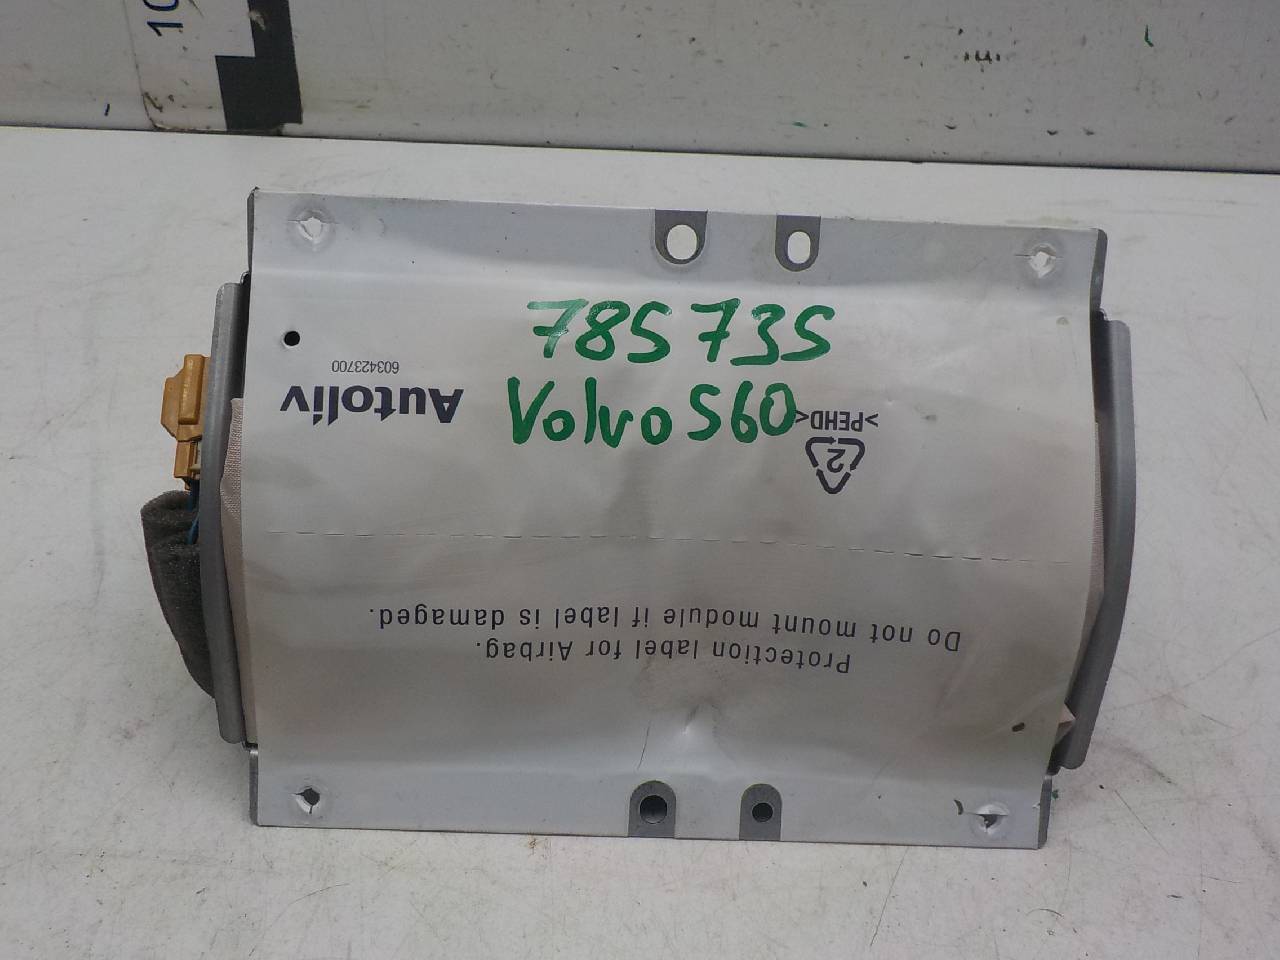 10
785735
Volvo S60
603423700
Autoliv
>PEHD<
2
Protection label for Airbag.
Do not mount module if label is damaged.